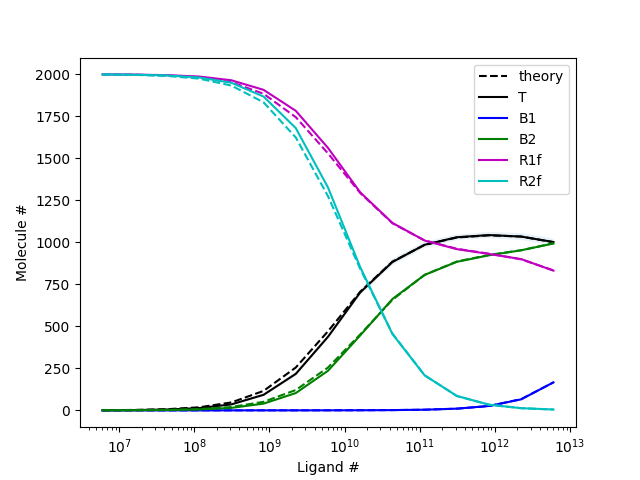 2000
1750
1500
1250
1000
750
500
250
0
Molecule #
theory
T
B1
B2
R1f
R2f
10⁷ 10⁸ 10⁹ 10¹⁰ 10¹¹ 10¹² 10¹³
Ligand #